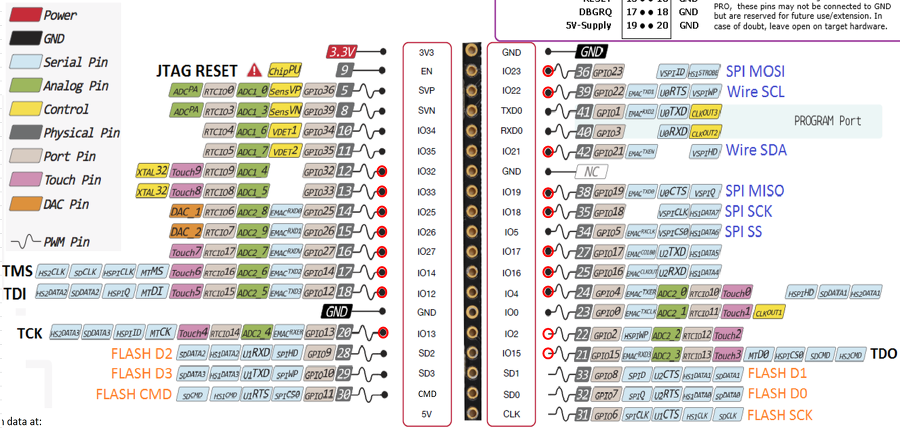 PRO, these pins may not be connected to GND
DBGRQ 17 ●● 18 GND but are reserved for future use/extension. In
5V-Supply 19 ●● 20 GND case of doubt, leave open on target hardware.
Power
GND
Serial Pin
Analog Pin
Control
Physical Pin
Port Pin
Touch Pin
DAC Pin
PWM Pin
3.3V 3V3
JTAG RESET ChipPU 9 EN
ADCPA RTCIO0 ADC1_0 SensVP GPIO36 5 SVP
ADCPA RTCIO3 ADC1_3 SensVN GPIO39 8 SVN
RTCIO4 ADC1_6 VDET1 GPIO34 10 IO34
RTCIO5 ADC1_7 VDET2 GPIO35 11 IO35
XTAL32 Touch9 RTCIO9 ADC1_4 GPIO32 12 IO32
XTAL32 Touch8 RTCIO8 ADC1_5 GPIO33 13 IO33
DAC_1 RTCIO6 ADC2_8 EMACRXD0 GPIO25 14 IO25
DAC_2 RTCIO7 ADC2_9 EMACRXD1 GPIO26 15 IO26
Touch7 RTCIO17 ADC2_7 EMACRXDV GPIO27 16 IO27
TMS HS2CLK SDCLK HSPICLK MTMS Touch6 RTCIO16 ADC2_6 EMACTXD2 GPIO14 17 IO14
TDI HS2DATA2 SDDATA2 HSPIQ MTDI Touch5 RTCIO15 ADC2_5 EMACTXD3 GPIO12 18 IO12
GND GND
TCK HS2DATA3 SDDATA3 HSPIID MTCK Touch4 RTCIO14 ADC2_4 EMACRXER GPIO13 20 IO13
FLASH D2 SDDATA2 HS1DATA2 U1RXD SPIHD GPIO9 28 SD2
FLASH D3 SDDATA3 HS1DATA3 U1TXD SPIWP GPIO10 29 SD3
FLASH CMD SDCMD HS1CMD U1RTS SPICS0 GPIO11 30 CMD
5V
GND GND
IO23 36 GPIO23 VSPIID HS1STROBE SPI MOSI
IO22 39 GPIO22 EMACTXD1 U0RTS VSPIWP Wire SCL
TXD0 41 GPIO1 EMACRXD2 U0TXD CLKOUT3
PROGRAM Port
RXD0 40 GPIO3 U0RXD CLKOUT2
IO21 42 GPIO21 EMACTXEN VSPIHD Wire SDA
GND NC
IO19 38 GPIO19 EMACTXD0 U0CTS VSPIQ SPI MISO
IO18 35 GPIO18 VSPICLK HS1DATA7 SPI SCK
IO5 34 GPIO5 EMACRXCLK VSPICS0 HS1DATA6 SPI SS
IO17 27 GPIO17 U2TXD HS1DATA5
IO16 25 GPIO16 U2RXD HS1DATA4
IO4 24 GPIO4 EMACTXER ADC2_0 RTCIO10 Touch0 HSPIHD SDDATA1 HS2DATA1
IO0 23 GPIO0 EMACTXCLK ADC2_1 RTCIO11 Touch1 CLKOUT1
IO2 22 GPIO2 HSPIWP ADC2_2 RTCIO12 Touch2
IO15 21 GPIO15 EMACRXD3 ADC2_3 RTCIO13 Touch3 MTDO HSPICS0 SDCMD HS2CMD TDO
SD1 33 GPIO8 SPID U2CTS HS1DATA1 SDDATA1 FLASH D1
SD0 32 GPIO7 SPIQ U2RTS HS1DATA0 SDDATA0 FLASH D0
CLK 31 GPIO6 SPICLK U1CTS HS1CLK SDCLK FLASH SCK
data at: